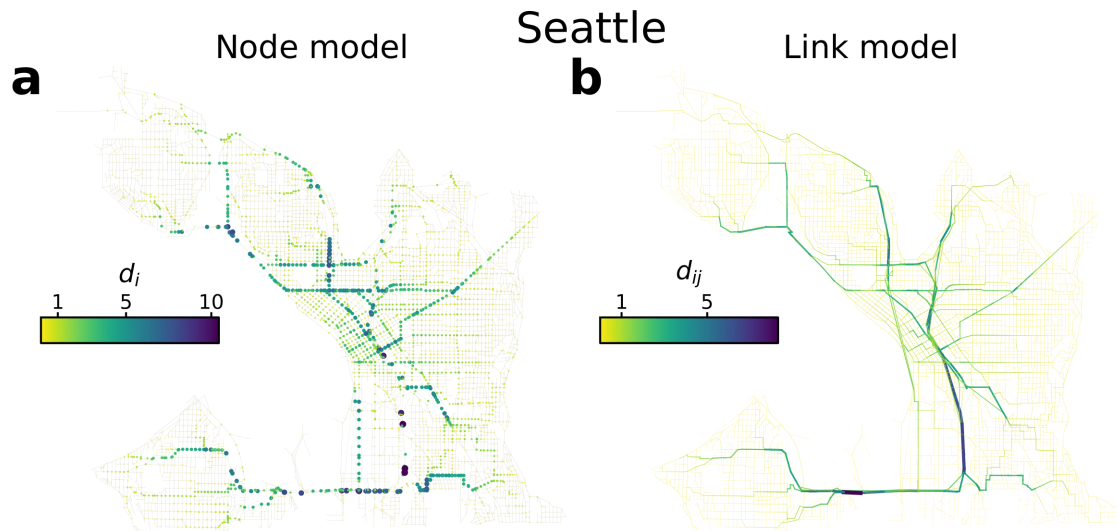 Seattle
Node model
Link model
a
b
d_i
1 5 10
d_ij
1 5